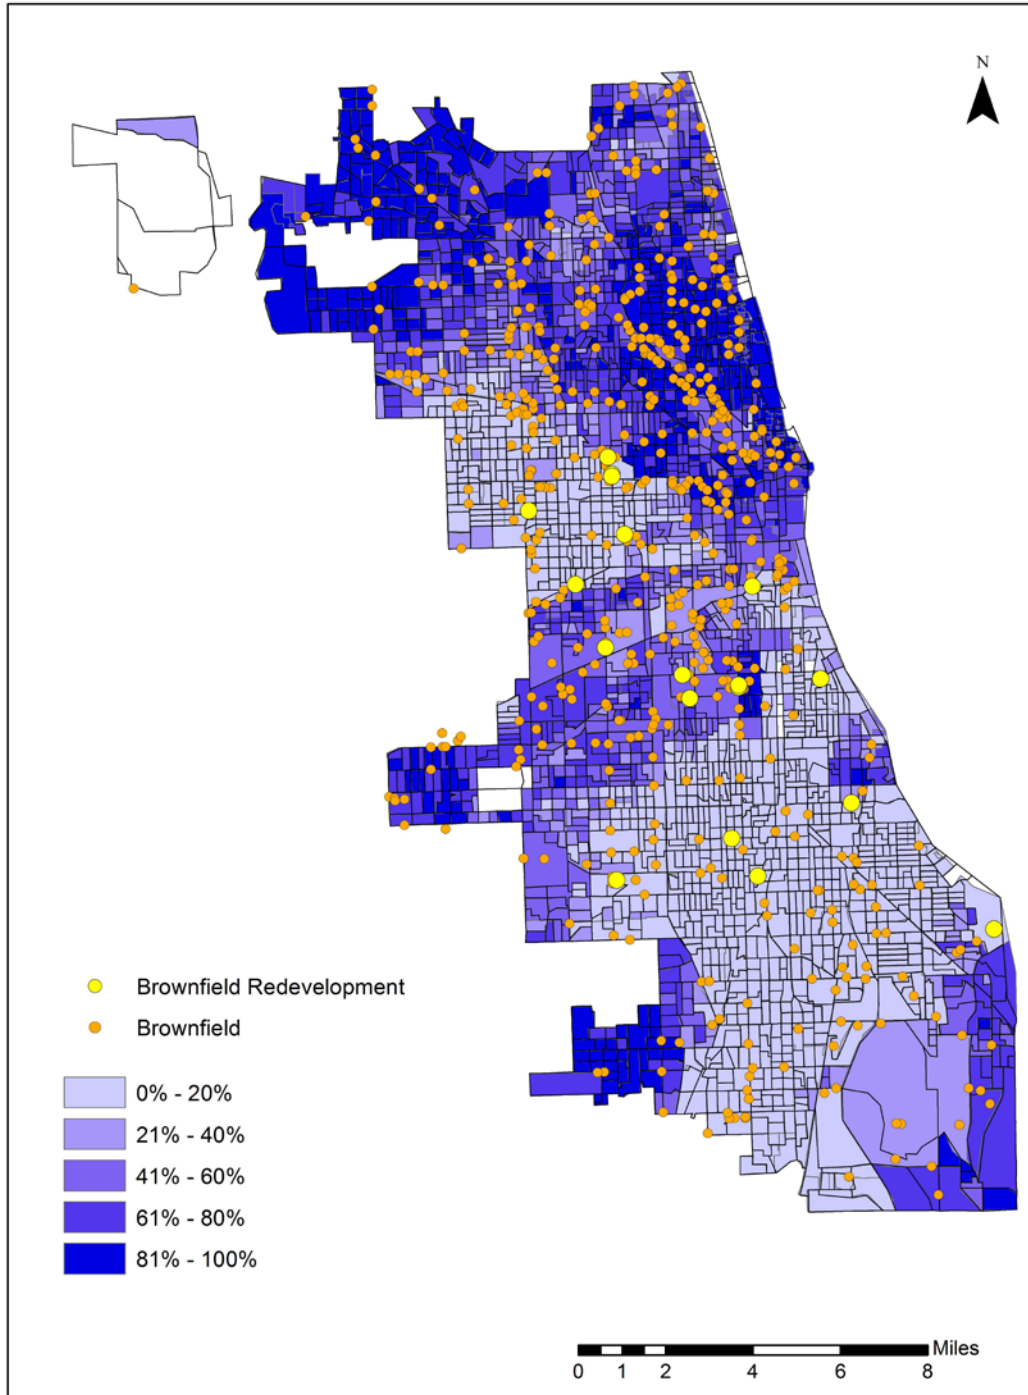 N
Brownfield Redevelopment
Brownfield
0% - 20%
21% - 40%
41% - 60%
61% - 80%
81% - 100%
Miles
0 1 2 4 6 8